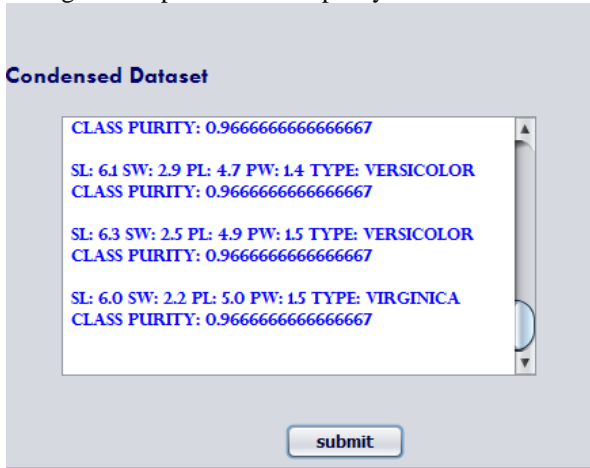 Condensed Dataset
CLASS PURITY: 0.9666666666666667
SL: 6.1 SW: 2.9 PL: 4.7 PW: 1.4 TYPE: VERSICOLOR
CLASS PURITY: 0.9666666666666667
SL: 6.3 SW: 2.5 PL: 4.9 PW: 1.5 TYPE: VERSICOLOR
CLASS PURITY: 0.9666666666666667
SL: 6.0 SW: 2.2 PL: 5.0 PW: 1.5 TYPE: VIRGINICA
CLASS PURITY: 0.9666666666666667
submit